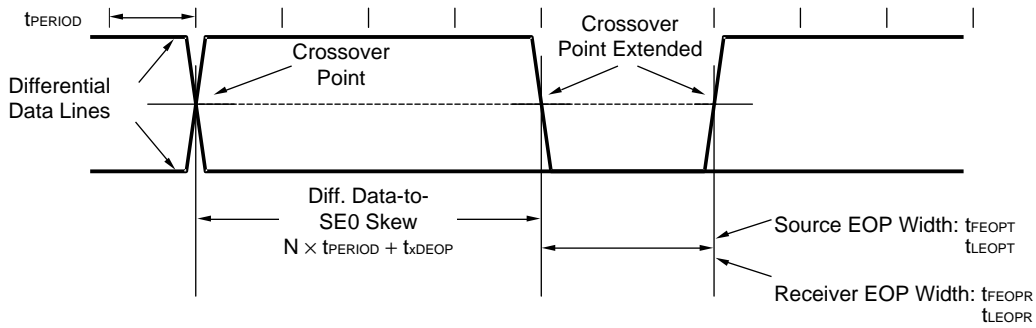 tPERIOD
Differential
Data Lines
Crossover
Point
Crossover
Point Extended
Diff. Data-to-
SE0 Skew
N × tPERIOD + txDEOP
Source EOP Width: tFEOPT
tLEOPT
Receiver EOP Width: tFEOPR
tLEOPR